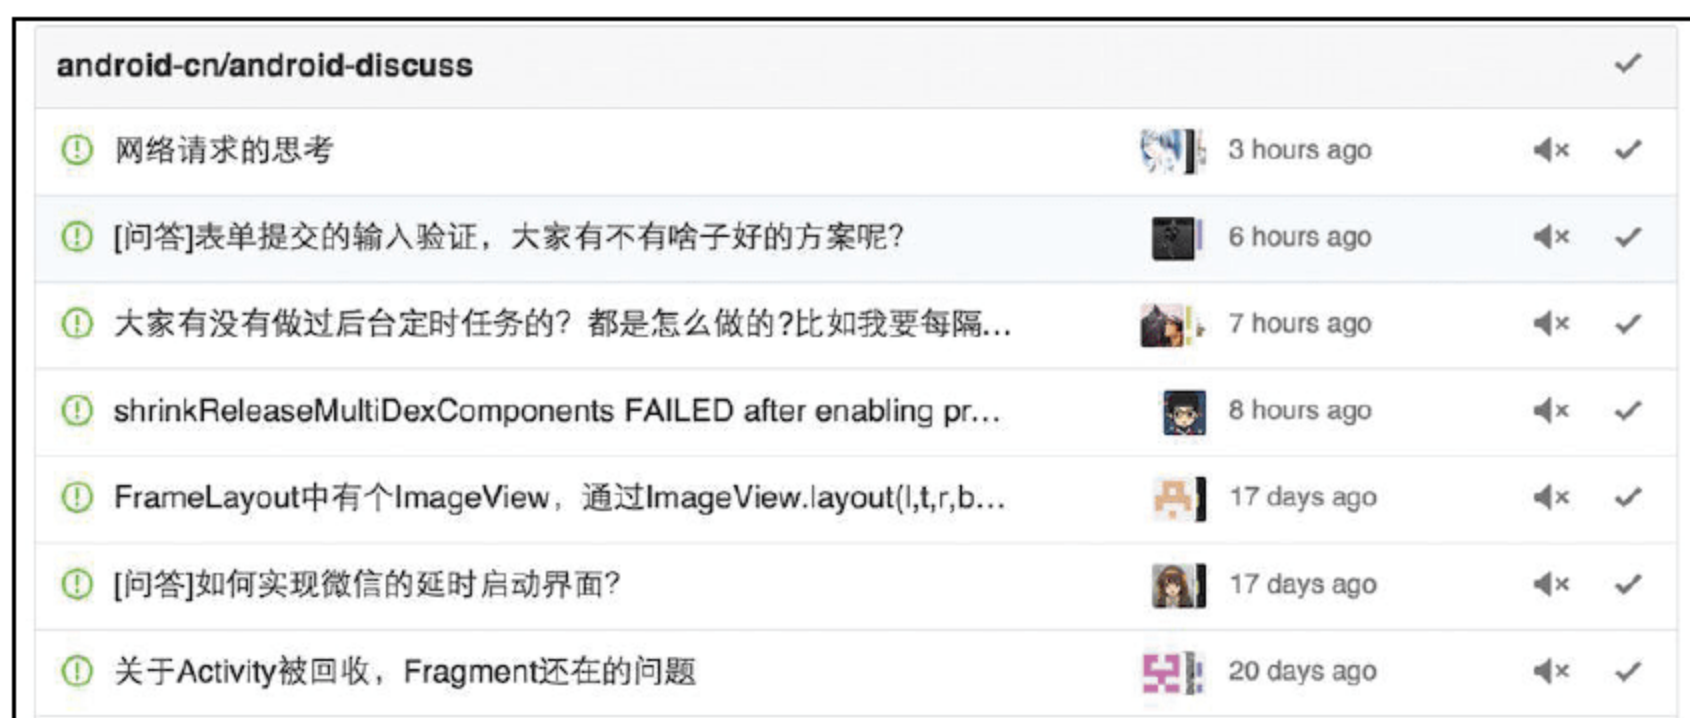 android-cn/android-discuss
网络请求的思考 3 hours ago
[问答]表单提交的输入验证，大家有不有啥子好的方案呢？ 6 hours ago
大家有没有做过后台定时任务的？都是怎么做的?比如我要每隔... 7 hours ago
shrinkReleaseMultiDexComponents FAILED after enabling pr... 8 hours ago
FrameLayout中有个ImageView，通过ImageView.layout(l,t,r,b... 17 days ago
[问答]如何实现微信的延时启动界面？ 17 days ago
关于Activity被回收，Fragment还在的问题 20 days ago